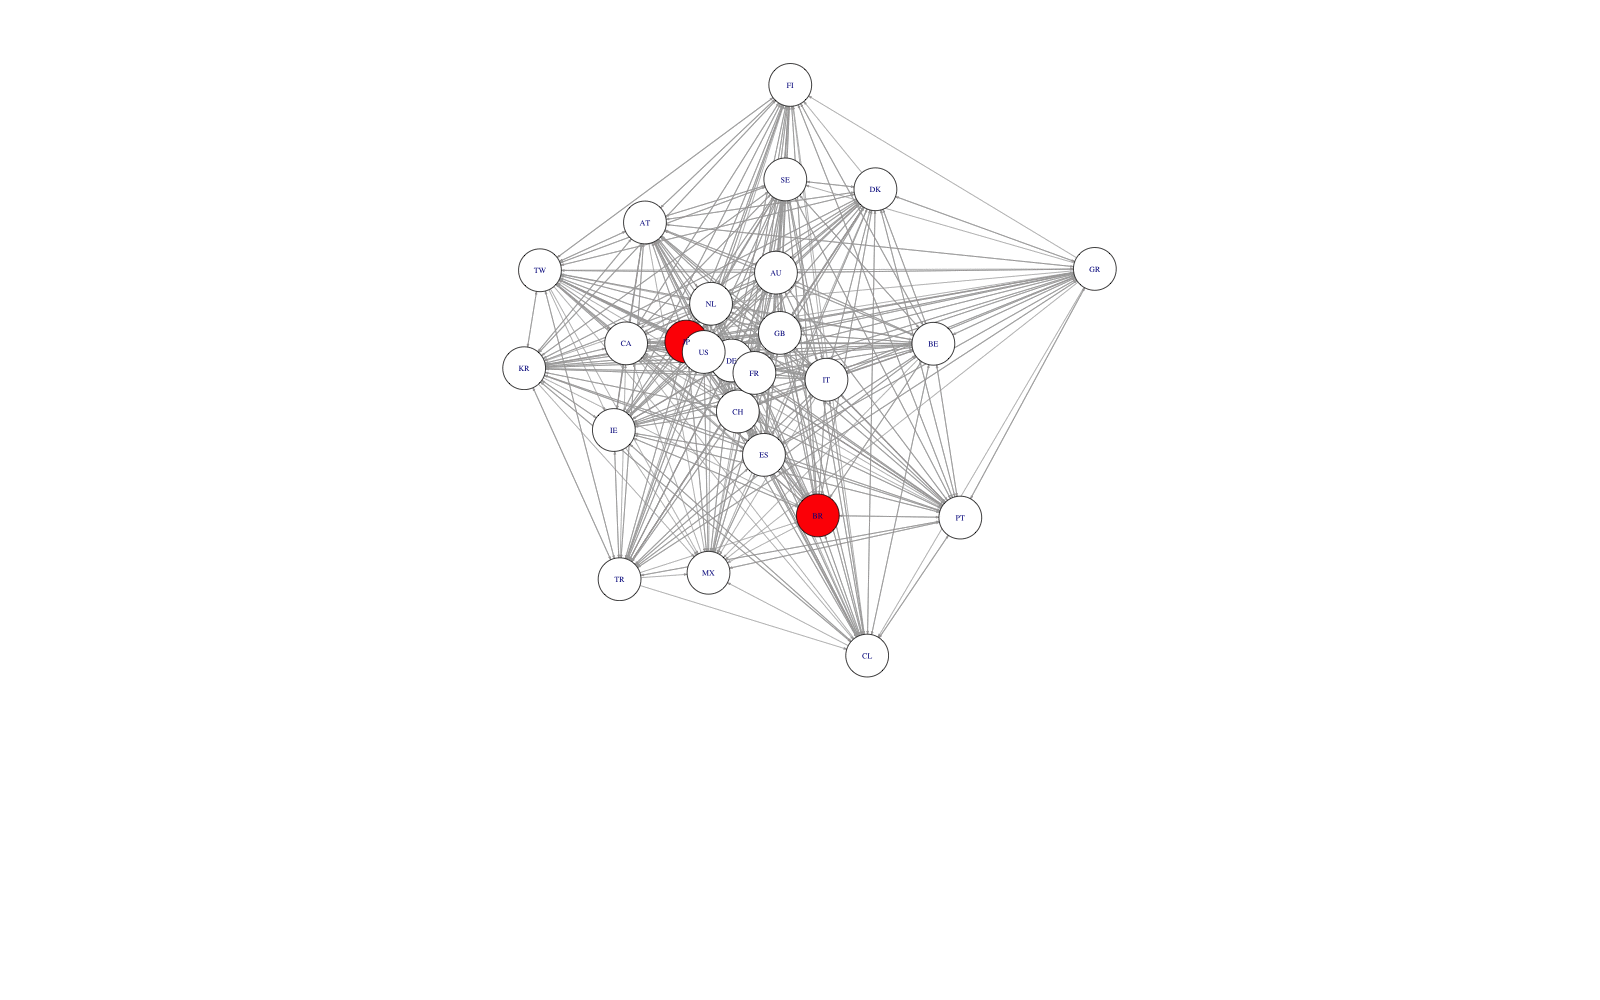 FI
SE
DK
AT
TW
AU
GR
NL
CA
US
DE
GB
BE
KR
FR
IT
CH
IE
ES
BR
PT
TR
MX
CL